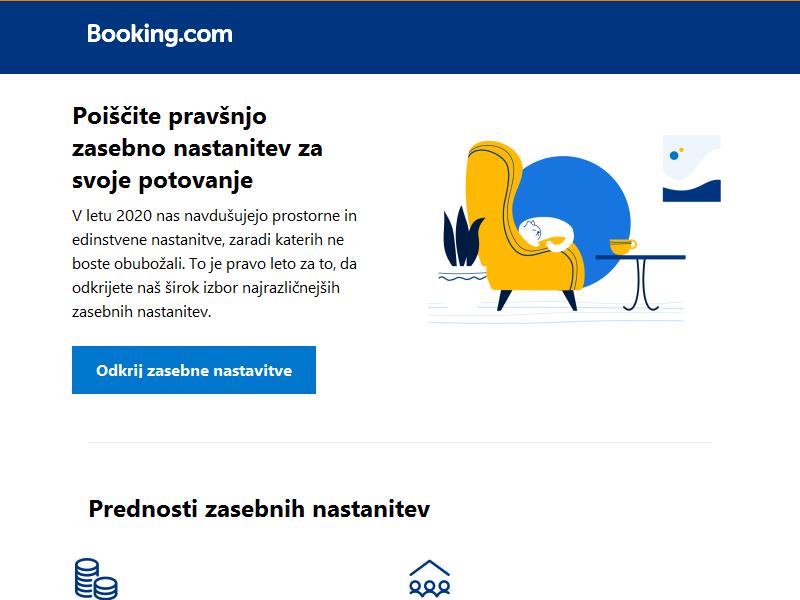 Booking.com
Poiščite pravšnjo
zasebno nastanitev za
svoje potovanje
V letu 2020 nas navdušujejo prostorne in
edinstvene nastanitve, zaradi katerih ne
boste obubožali. To je pravo leto za to, da
odkrijete naš širok izbor najrazličnejših
zasebnih nastanitev.
Odkrij zasebne nastavitve
Prednosti zasebnih nastanitev